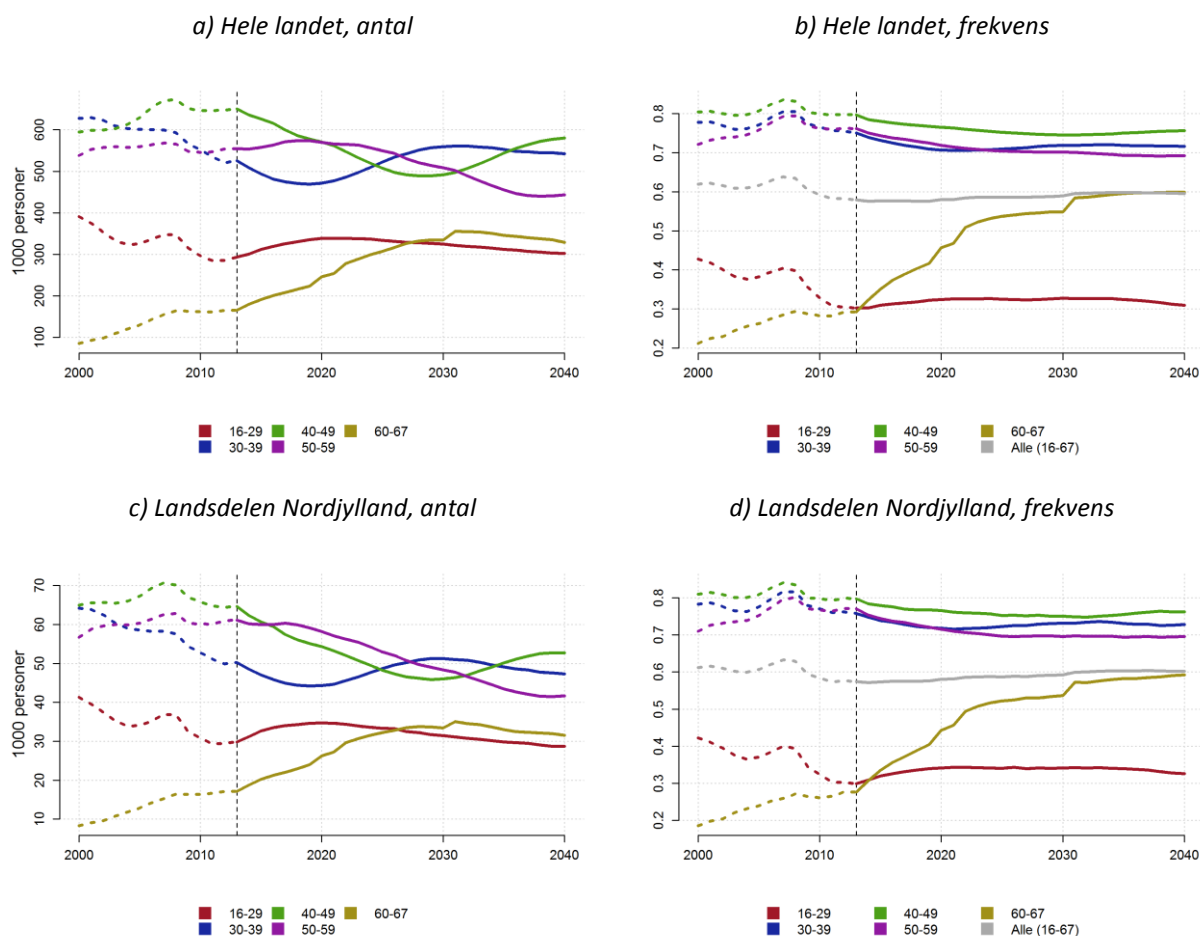 a) Hele landet, antal
b) Hele landet, frekvens
1000 personer
600
500
400
300
200
100
2000 2010 2020 2030 2040
16-29 40-49 60-67
30-39 50-59
0.8
0.7
0.6
0.5
0.4
0.3
0.2
2000 2010 2020 2030 2040
16-29 40-49 60-67
30-39 50-59 Alle (16-67)
c) Landsdelen Nordjylland, antal
d) Landsdelen Nordjylland, frekvens
1000 personer
70
60
50
40
30
20
10
2000 2010 2020 2030 2040
16-29 40-49 60-67
30-39 50-59
0.8
0.7
0.6
0.5
0.4
0.3
0.2
2000 2010 2020 2030 2040
16-29 40-49 60-67
30-39 50-59 Alle (16-67)